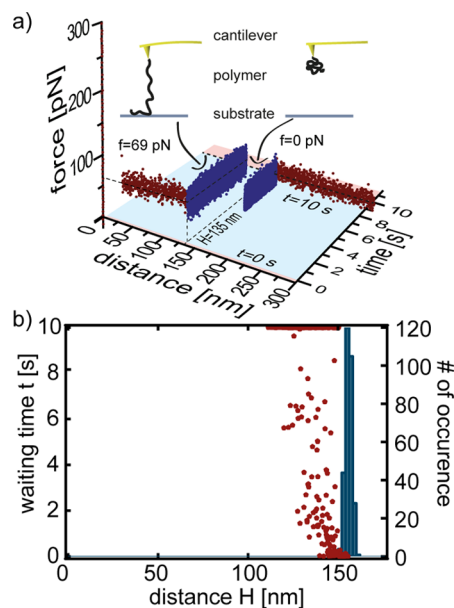 a)
300
200
100
0
force [pN]
cantilever
polymer
substrate
f=69 pN
f=0 pN
H=135 nm
t=10 s
t=0 s
0
50
100
150
200
250
300
distance [nm]
0
2
4
6
8
10
time [s]
b)
10
8
6
4
2
0
waiting time t [s]
120
100
80
60
40
20
0
# of occurence
0
50
100
150
distance H [nm]